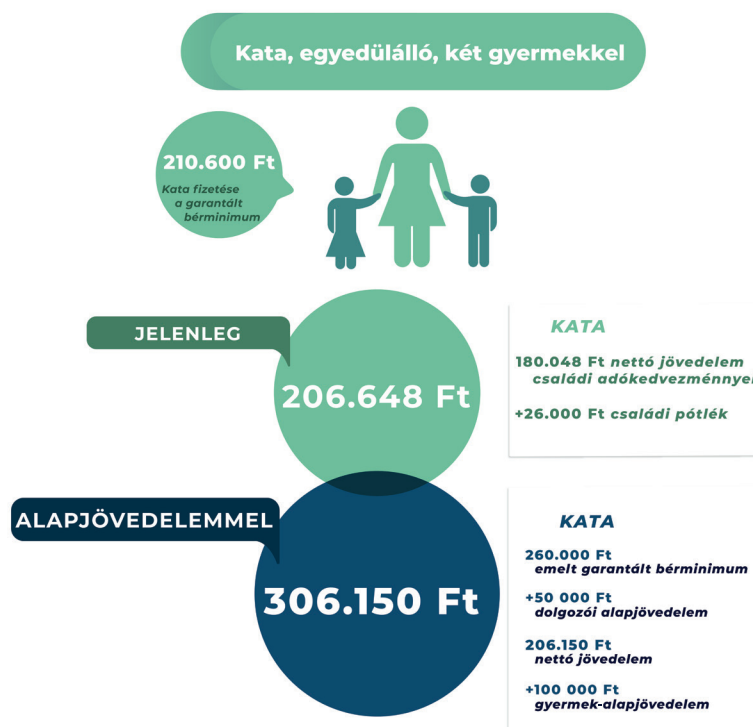 Kata, egyedülálló, két gyermekkel
210.600 Ft
Kata fizetése
a garantált
bérminimum
JELENLEG
206.648 Ft
KATA
180.048 Ft nettó jövedelem
családi adókedvezménnyel
+26.000 Ft családi pótlék
ALAPJÖVEDELEMMEL
306.150 Ft
KATA
260.000 Ft
emelt garantált bérminimum
+50 000 Ft
dolgozói alapjövedelem
206.150 Ft
nettó jövedelem
+100 000 Ft
gyermek-alapjövedelem